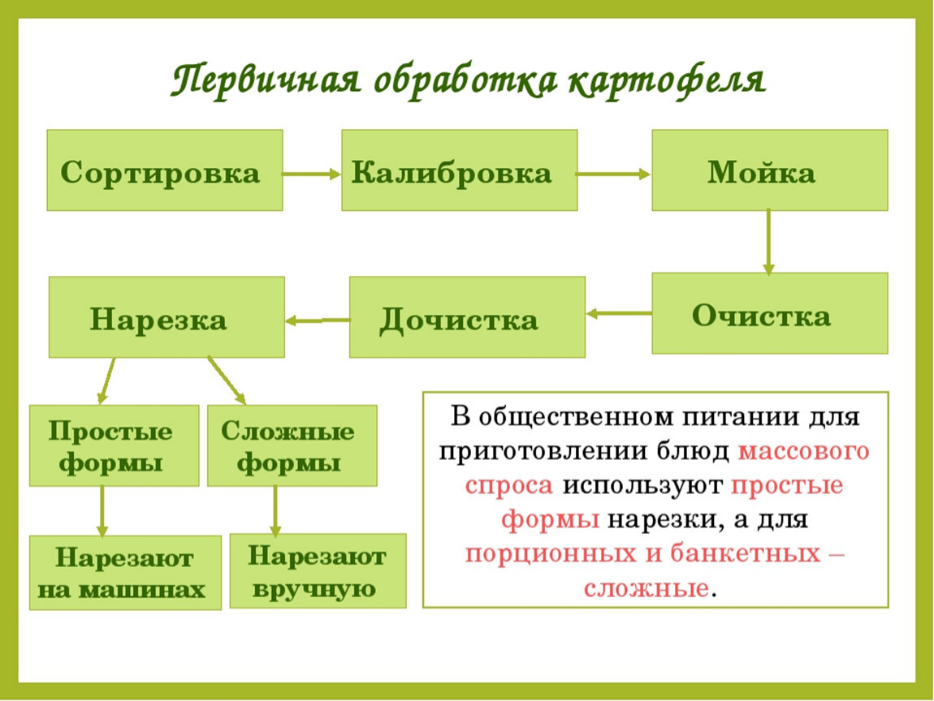 Первичная обработка картофеля
Сортировка
Калибровка
Мойка
Очистка
Дочистка
Нарезка
Простые
формы
Сложные
формы
Нарезают
на машинах
Нарезают
вручную
В общественном питании для
приготовлении блюд массового
спроса используют простые
формы нарезки, а для
порционных и банкетных –
сложные.